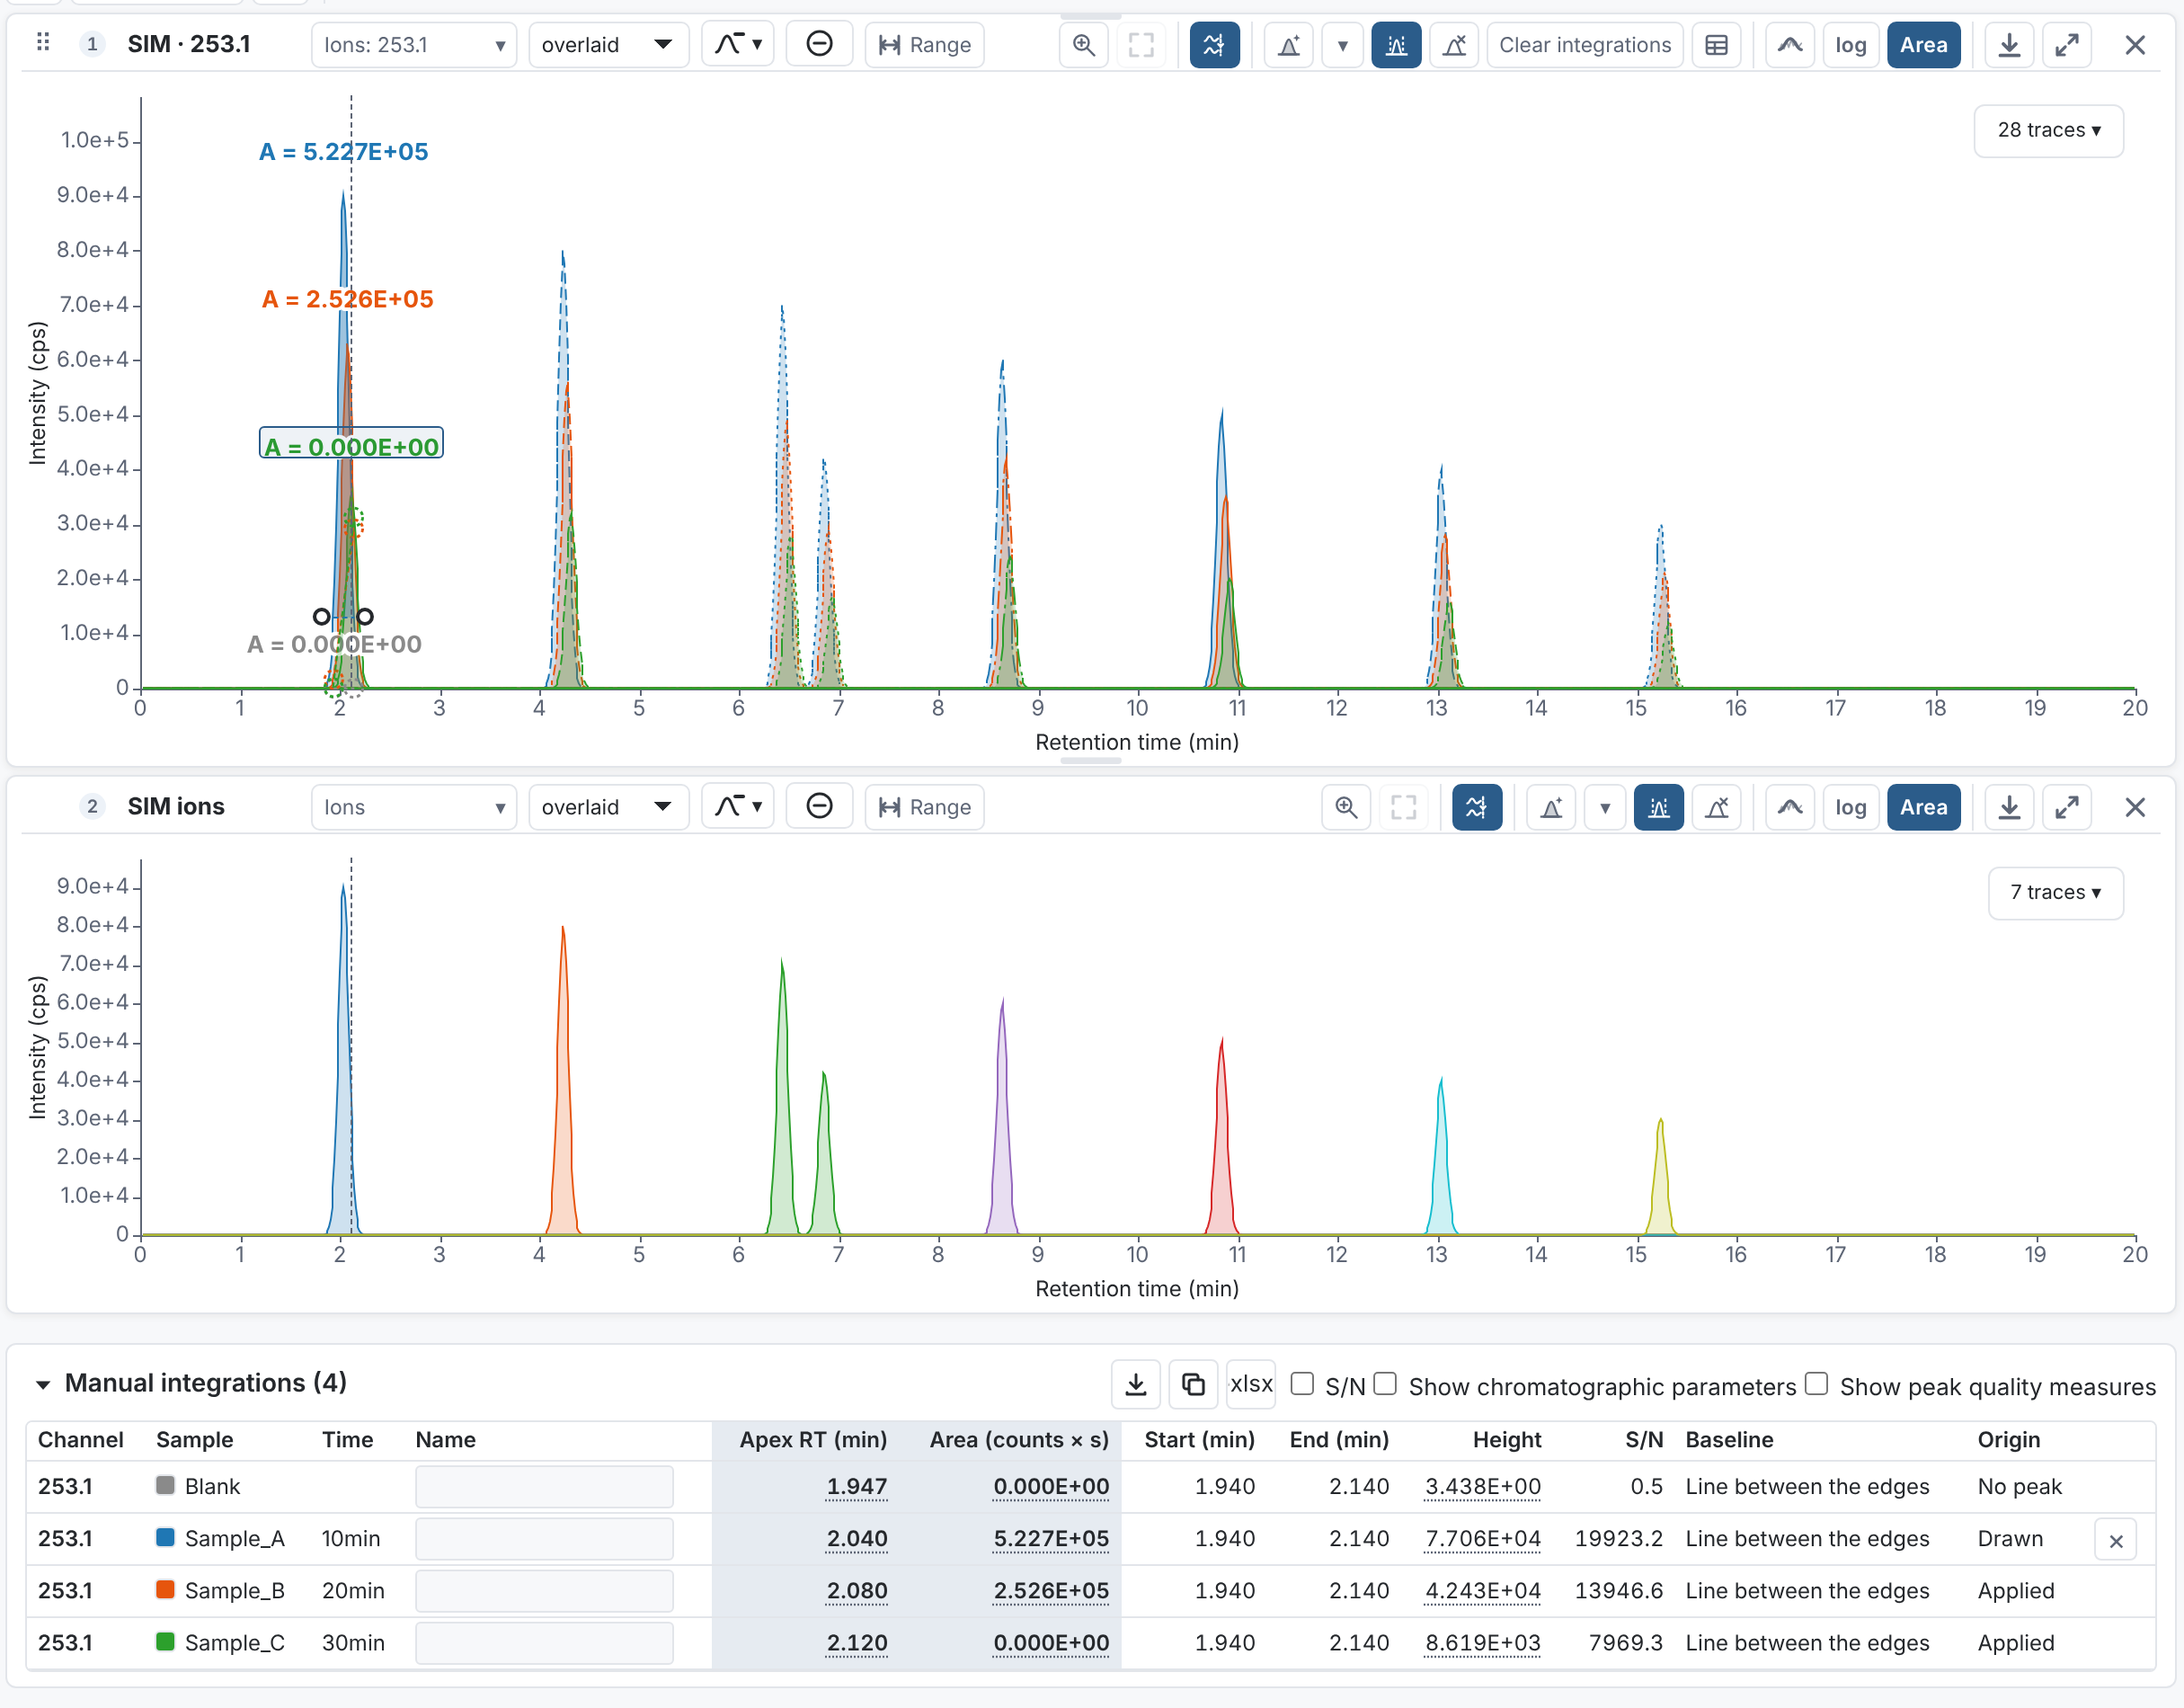 1 SIM · 253.1 Ions: 253.1 ▾ overlaid ▾ Range Clear integrations log Area
28 traces ▾
Intensity (cps)
1.0e+5
9.0e+4
8.0e+4
7.0e+4
6.0e+4
5.0e+4
4.0e+4
3.0e+4
2.0e+4
1.0e+4
0
A = 5.227E+05
A = 2.526E+05
A = 0.000E+00
A = 0.000E+00
0 1 2 3 4 5 6 7 8 9 10 11 12 13 14 15 16 17 18 19 20
Retention time (min)
2 SIM ions Ions ▾ overlaid ▾ Range log Area
7 traces ▾
Intensity (cps)
9.0e+4
8.0e+4
7.0e+4
6.0e+4
5.0e+4
4.0e+4
3.0e+4
2.0e+4
1.0e+4
0
0 1 2 3 4 5 6 7 8 9 10 11 12 13 14 15 16 17 18 19 20
Retention time (min)
Manual integrations (4) xlsx S/N Show chromatographic parameters Show peak quality measures
Channel Sample Time Name Apex RT (min) Area (counts × s) Start (min) End (min) Height S/N Baseline Origin
253.1 Blank 1.947 0.000E+00 1.940 2.140 3.438E+00 0.5 Line between the edges No peak
253.1 Sample_A 10min 2.040 5.227E+05 1.940 2.140 7.706E+04 19923.2 Line between the edges Drawn ×
253.1 Sample_B 20min 2.080 2.526E+05 1.940 2.140 4.243E+04 13946.6 Line between the edges Applied
253.1 Sample_C 30min 2.120 0.000E+00 1.940 2.140 8.619E+03 7969.3 Line between the edges Applied